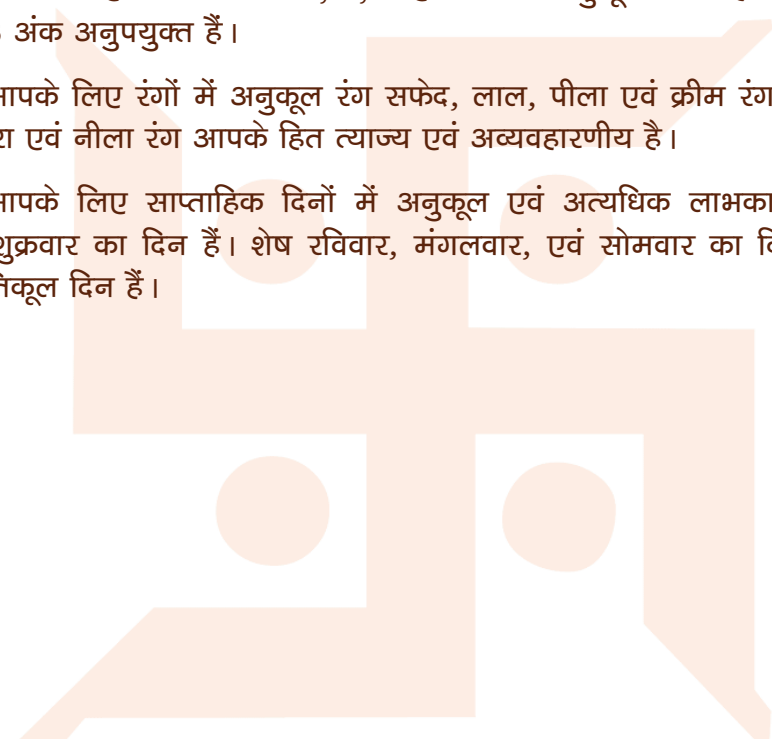 अंक अनुपयुक्त हैं।
आपके लिए रंगों में अनुकूल रंग सफेद, लाल, पीला एवं क्रीम रंग
एवं नीला रंग आपके हित त्याज्य एवं अव्यवहारणीय है।
आपके लिए साप्ताहिक दिनों में अनुकूल एवं अत्यधिक
शुक्रवार का दिन हैं। शेष रविवार, मंगलवार, एवं सोमवार का
दिन हैं।